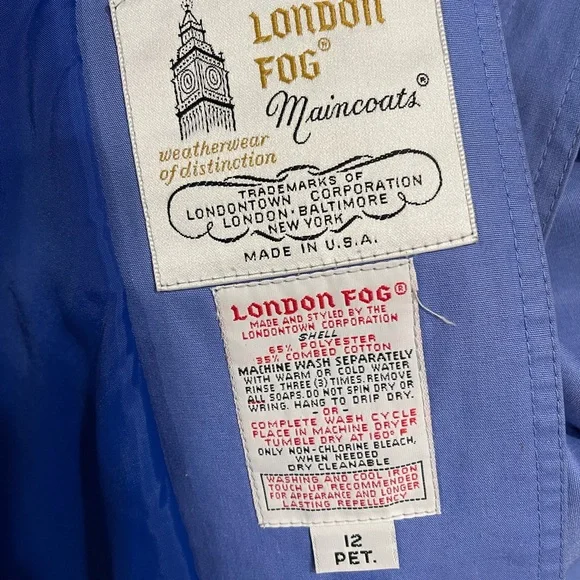 LONDON
FOG®
Maincoats®
weatherwear
of distinction
TRADEMARKS OF
LONDONTOWN CORPORATION
LONDON·BALTIMORE
NEW YORK
MADE IN U.S.A.
LONDON FOG®
MADE AND STYLED BY THE
LONDONTOWN CORPORATION
SHELL
65% POLYESTER
35% COMBED COTTON
MACHINE WASH SEPARATELY
WITH WARM OR COLD WATER
RINSE THREE (3) TIMES. REMOVE
ALL SOAPS. DO NOT SPIN DRY OR
WRING. HANG TO DRIP DRY.
-OR-
COMPLETE WASH CYCLE
PLACE IN MACHINE DRYER
TUMBLE DRY AT 160° F
ONLY NON-CHLORINE BLEACH,
WHEN NEEDED
DRY CLEANABLE
WASHING AND COOL IRON
TOUCH UP RECOMMENDED
FOR APPEARANCE AND LONGER
LASTING REPELLENCY
12
PET.